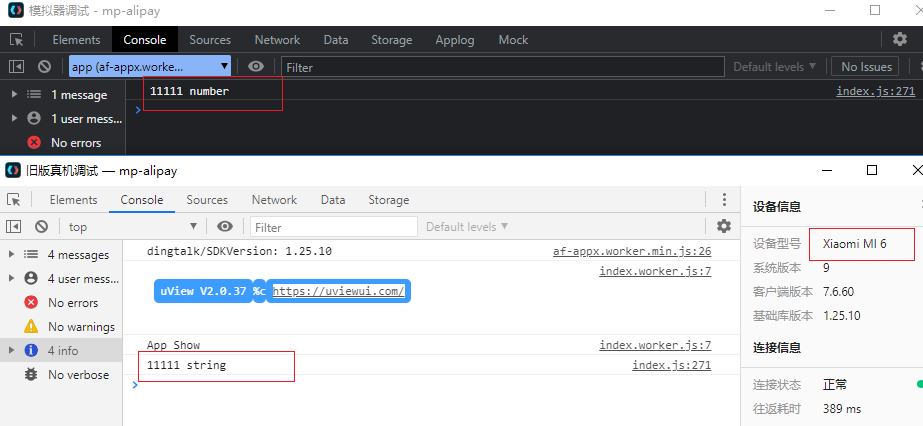 模拟器调试 - mp-alipay
Elements Console Sources Network Data Storage Applog Mock
app (af-appx.worke... ▼ Filter Default levels ▼ No Issues
1 message
11111 number index.js:271
1 user mess...
No errors
旧版真机调试 — mp-alipay
Elements Console Sources Network Data Storage
top ▼ Filter Default levels ▼
4 messages
4 user mess...
No errors
No warnings
4 info
No verbose
dingtalk/SDKVersion: 1.25.10 af-appx.worker.min.js:26
index.worker.js:7
uView V2.0.37 %c https://uviewui.com/
App Show index.worker.js:7
11111 string index.js:271
设备信息
设备型号 Xiaomi MI 6
系统版本 9
客户端版本 7.6.60
基础库版本 1.25.10
连接信息
连接状态 正常
往返耗时 389 ms